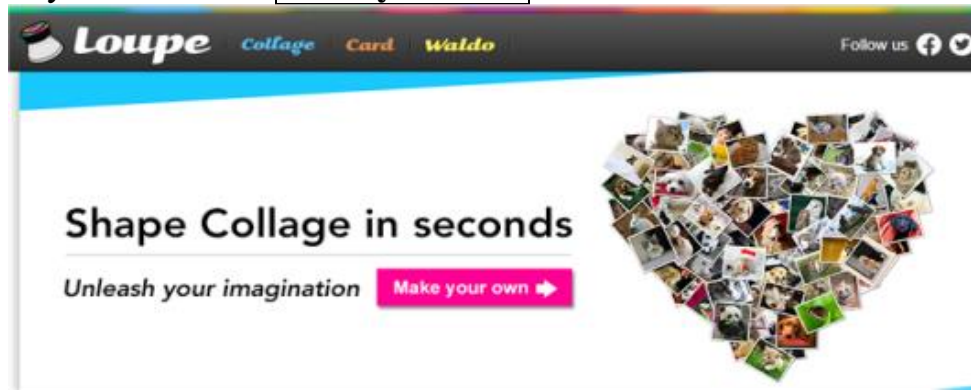 Loupe Collage Card Waldo Follow us
Shape Collage in seconds
Unleash your imagination Make your own